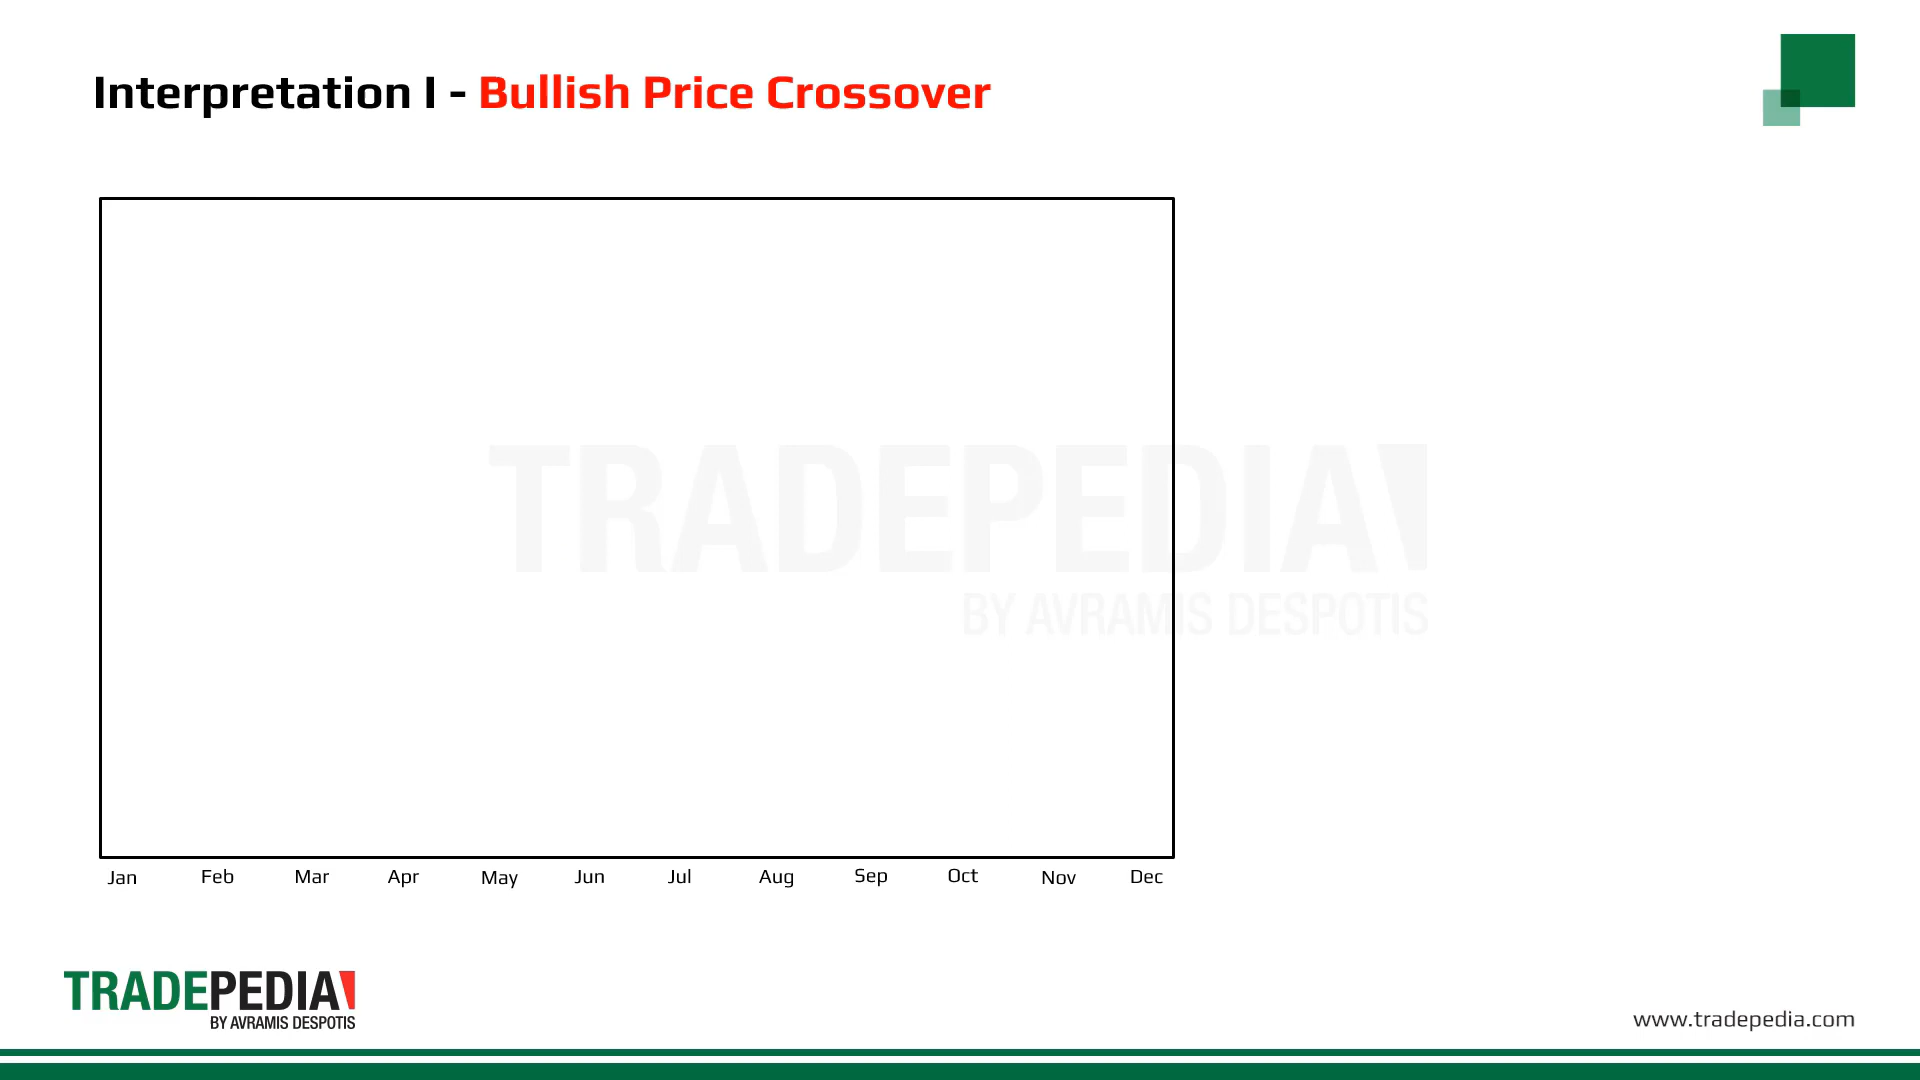 Interpretation I - Bullish Price Crossover
TRADEPEDIA
BY AVRAMIS DESPOTIS
Jan Feb Mar Apr May Jun Jul Aug Sep Oct Nov Dec
TRADEPEDIA
BY AVRAMIS DESPOTIS
www.tradepedia.com